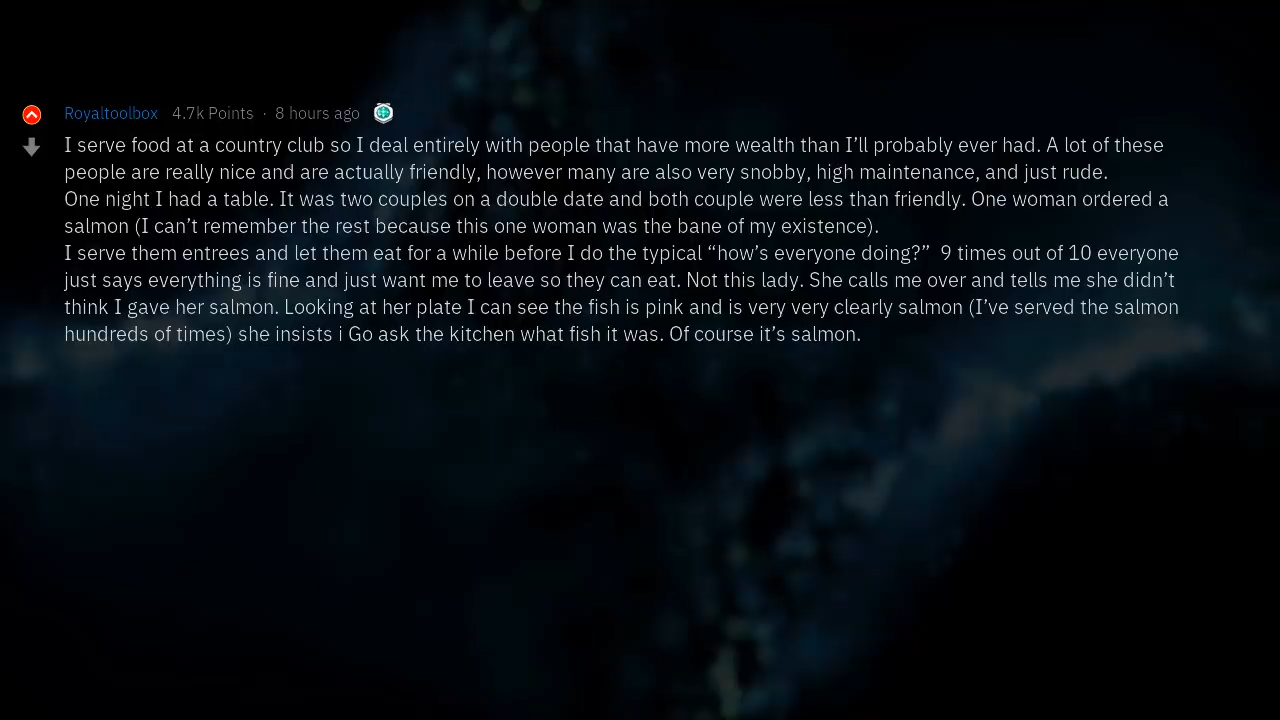 Royaltoolbox 4.7k Points · 8 hours ago
I serve food at a country club so I deal entirely with people that have more wealth than I’ll probably ever had. A lot of these
people are really nice and are actually friendly, however many are also very snobby, high maintenance, and just rude.
One night I had a table. It was two couples on a double date and both couple were less than friendly. One woman ordered a
salmon (I can’t remember the rest because this one woman was the bane of my existence).
I serve them entrees and let them eat for a while before I do the typical “how’s everyone doing?” 9 times out of 10 everyone
just says everything is fine and just want me to leave so they can eat. Not this lady. She calls me over and tells me she didn’t
think I gave her salmon. Looking at her plate I can see the fish is pink and is very very clearly salmon (I’ve served the salmon
hundreds of times) she insists i Go ask the kitchen what fish it was. Of course it’s salmon.